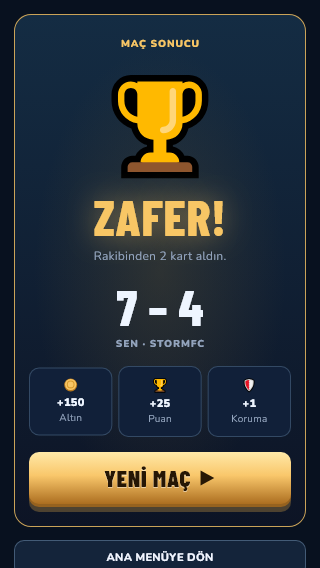 MAÇ SONUCU
ZAFER!
Rakibinden 2 kart aldın.
7 – 4
SEN · STORMFC
+150 +25 +1
Altın Puan Koruma
YENİ MAÇ ▶
ANA MENÜYE DÖN